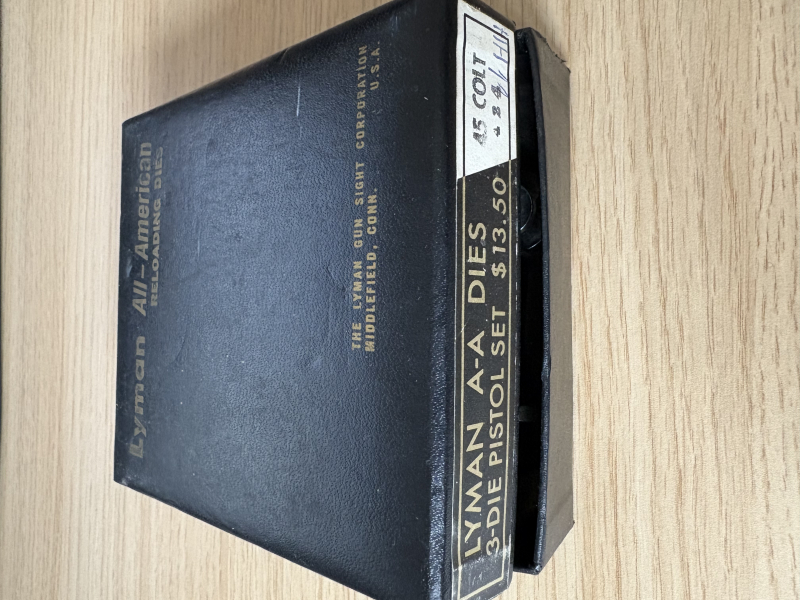 Lyman All-American
RELOADING DIES
THE LYMAN GUN SIGHT CORPORATION
MIDDLEFIELD, CONN. U.S.A.
45 COLT
LYMAN A-A DIES
3-DIE PISTOL SET $13.50